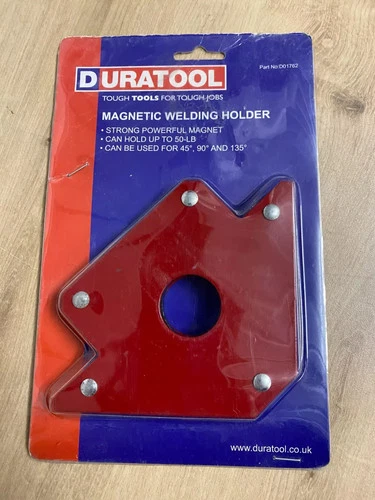 Part No:D01762
DURATOOL
TOUGH TOOLS FOR TOUGH JOBS
MAGNETIC WELDING HOLDER
• STRONG POWERFUL MAGNET
• CAN HOLD UP TO 50-LB
• CAN BE USED FOR 45°, 90° AND 135°
www.duratool.co.uk